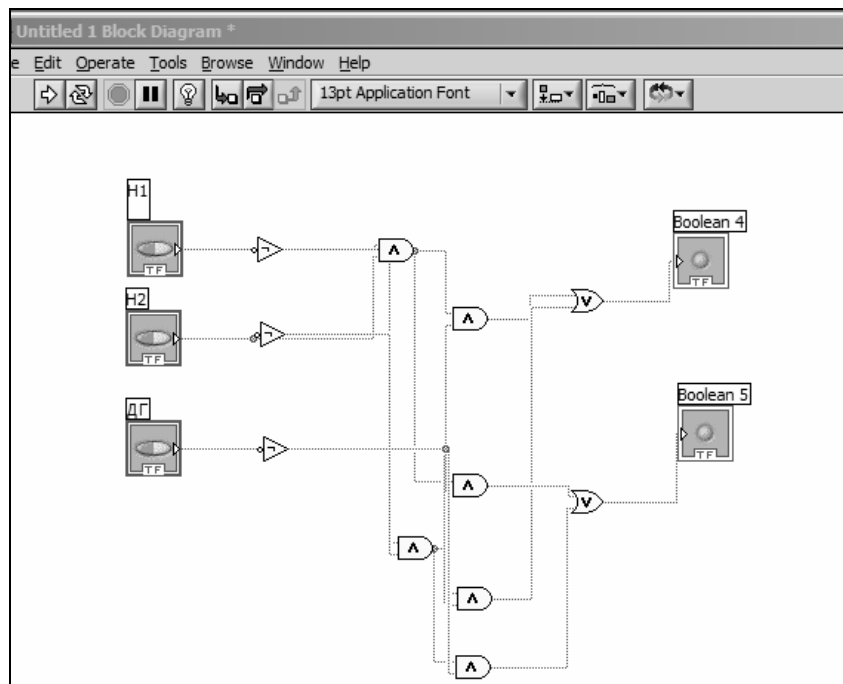 Untitled 1 Block Diagram *
e Edit Operate Tools Browse Window Help
13pt Application Font
H1
TF
H2
TF
ДГ
TF
Boolean 4
TF
Boolean 5
TF